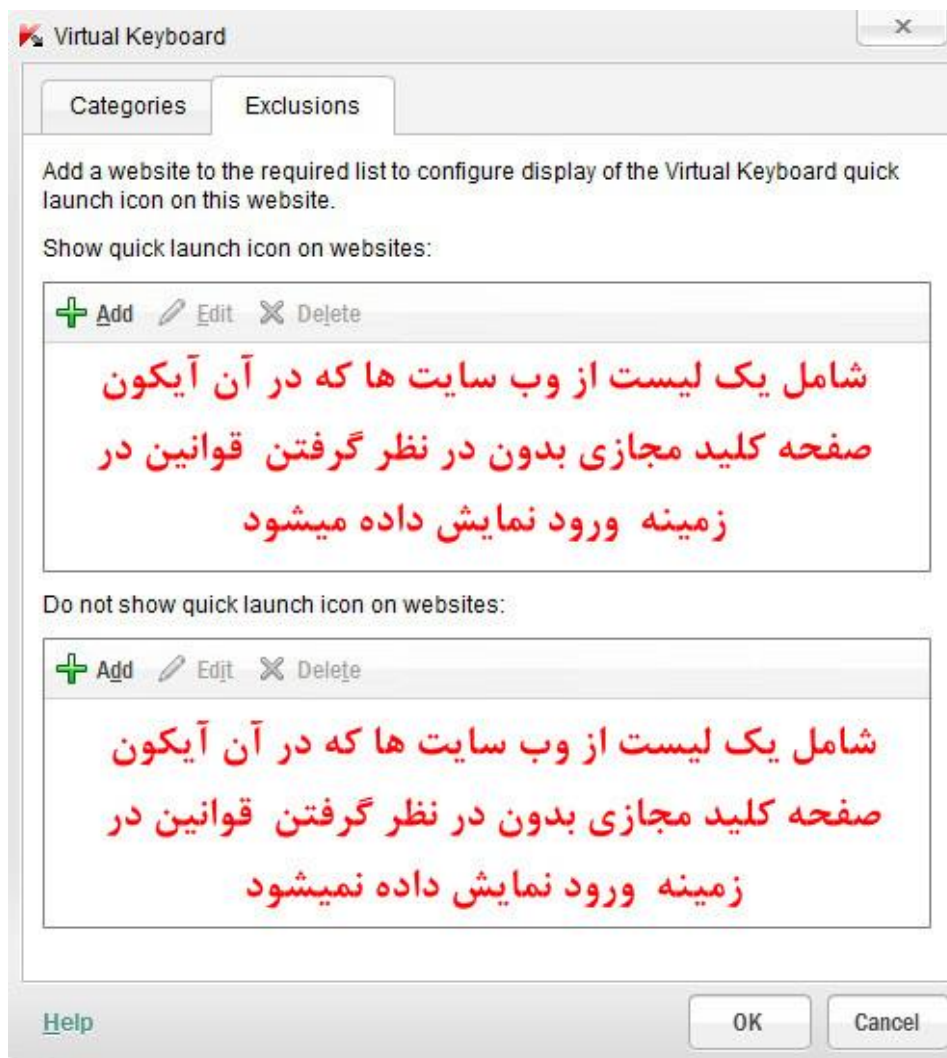 Virtual Keyboard
Categories
Exclusions
Add a website to the required list to configure display of the Virtual Keyboard quick
launch icon on this website.
Show quick launch icon on websites:
Add Edit Delete
شامل یک لیست از وب سایت ها که در آن آیکون
صفحه کلید مجازی بدون در نظر گرفتن قوانین در
زمینه ورود نمایش داده میشود
Do not show quick launch icon on websites:
Add Edit Delete
شامل یک لیست از وب سایت ها که در آن آیکون
صفحه کلید مجازی بدون در نظر گرفتن قوانین در
زمینه ورود نمایش داده نمیشود
Help
OK
Cancel